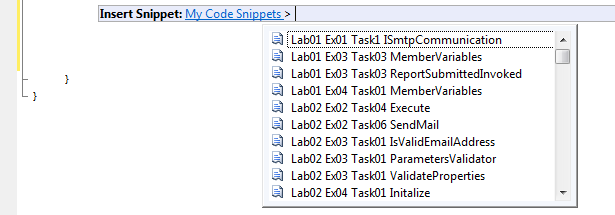 Insert Snippet: My Code Snippets >
Lab01 Ex01 Task1 ISmtpCommunication
Lab01 Ex03 Task03 MemberVariables
Lab01 Ex03 Task03 ReportSubmittedInvoked
Lab01 Ex04 Task01 MemberVariables
Lab02 Ex02 Task04 Execute
Lab02 Ex02 Task06 SendMail
Lab02 Ex03 Task01 IsValidEmailAddress
Lab02 Ex03 Task01 ParametersValidator
Lab02 Ex03 Task01 ValidateProperties
Lab02 Ex04 Task01 Initalize
}
}